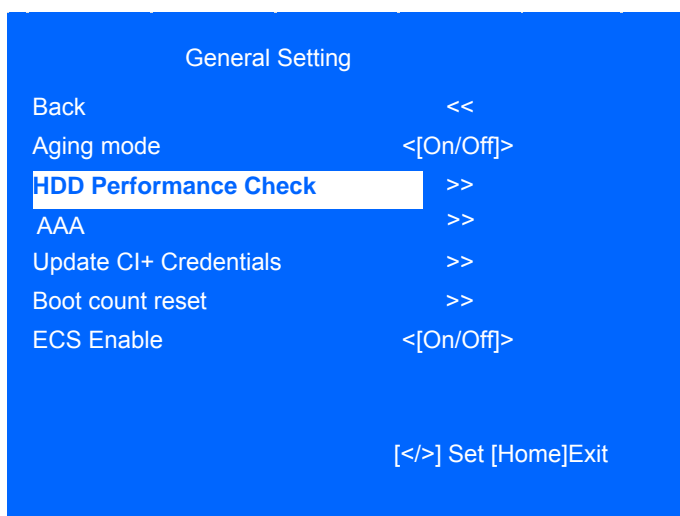 General Setting
Back <<
Aging mode <[On/Off]>
HDD Performance Check >>
AAA >>
Update CI+ Credentials >>
Boot count reset >>
ECS Enable <[On/Off]>
[</>] Set [Home]Exit